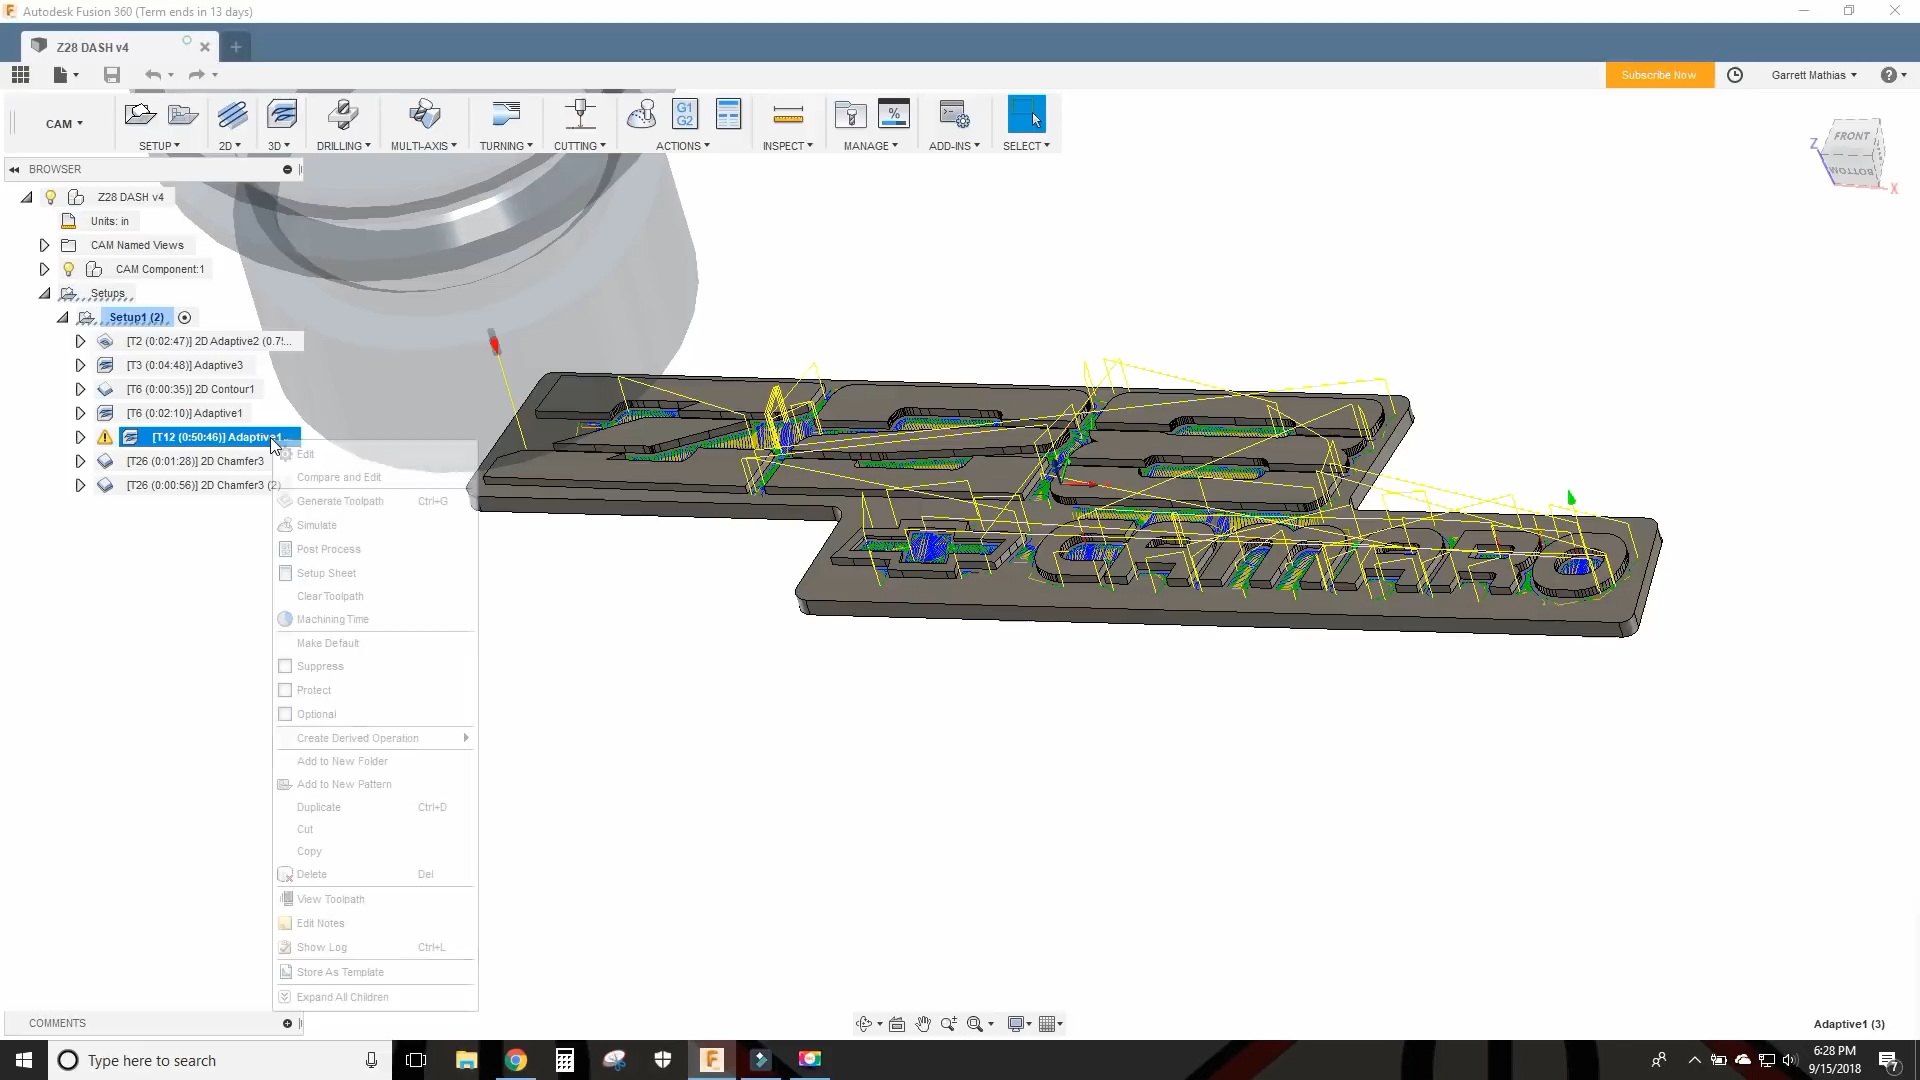 Autodesk Fusion 360 (Term ends in 13 days)
Z28 DASH v4
Subscribe Now
Garrett Mathias
CAM
SETUP
2D
3D
DRILLING
MULTI-AXIS
TURNING
CUTTING
G1
G2
ACTIONS
INSPECT
%
MANAGE
ADD-INS
SELECT
FRONT
BOTTOM
Z
X
BROWSER
Z28 DASH v4
Units: in
CAM Named Views
CAM Component:1
Setups
Setup1 (2)
[T2 (0:02:47)] 2D Adaptive2 (0.7...
[T3 (0:04:48)] Adaptive3
[T6 (0:00:35)] 2D Contour1
[T6 (0:02:10)] Adaptive1
[T12 (0:50:46)] Adaptive1...
[T26 (0:01:28)] 2D Chamfer3
[T26 (0:00:56)] 2D Chamfer3 (2)
Edit
Compare and Edit
Generate Toolpath Ctrl+G
Simulate
Post Process
Setup Sheet
Clear Toolpath
Machining Time
Make Default
Suppress
Protect
Optional
Create Derived Operation
Add to New Folder
Add to New Pattern
Duplicate Ctrl+D
Cut
Copy
Delete Del
View Toolpath
Edit Notes
Show Log Ctrl+L
Store As Template
Expand All Children
Z28
CAMARO
COMMENTS
Adaptive1 (3)
Type here to search
6:28 PM
9/15/2018
7